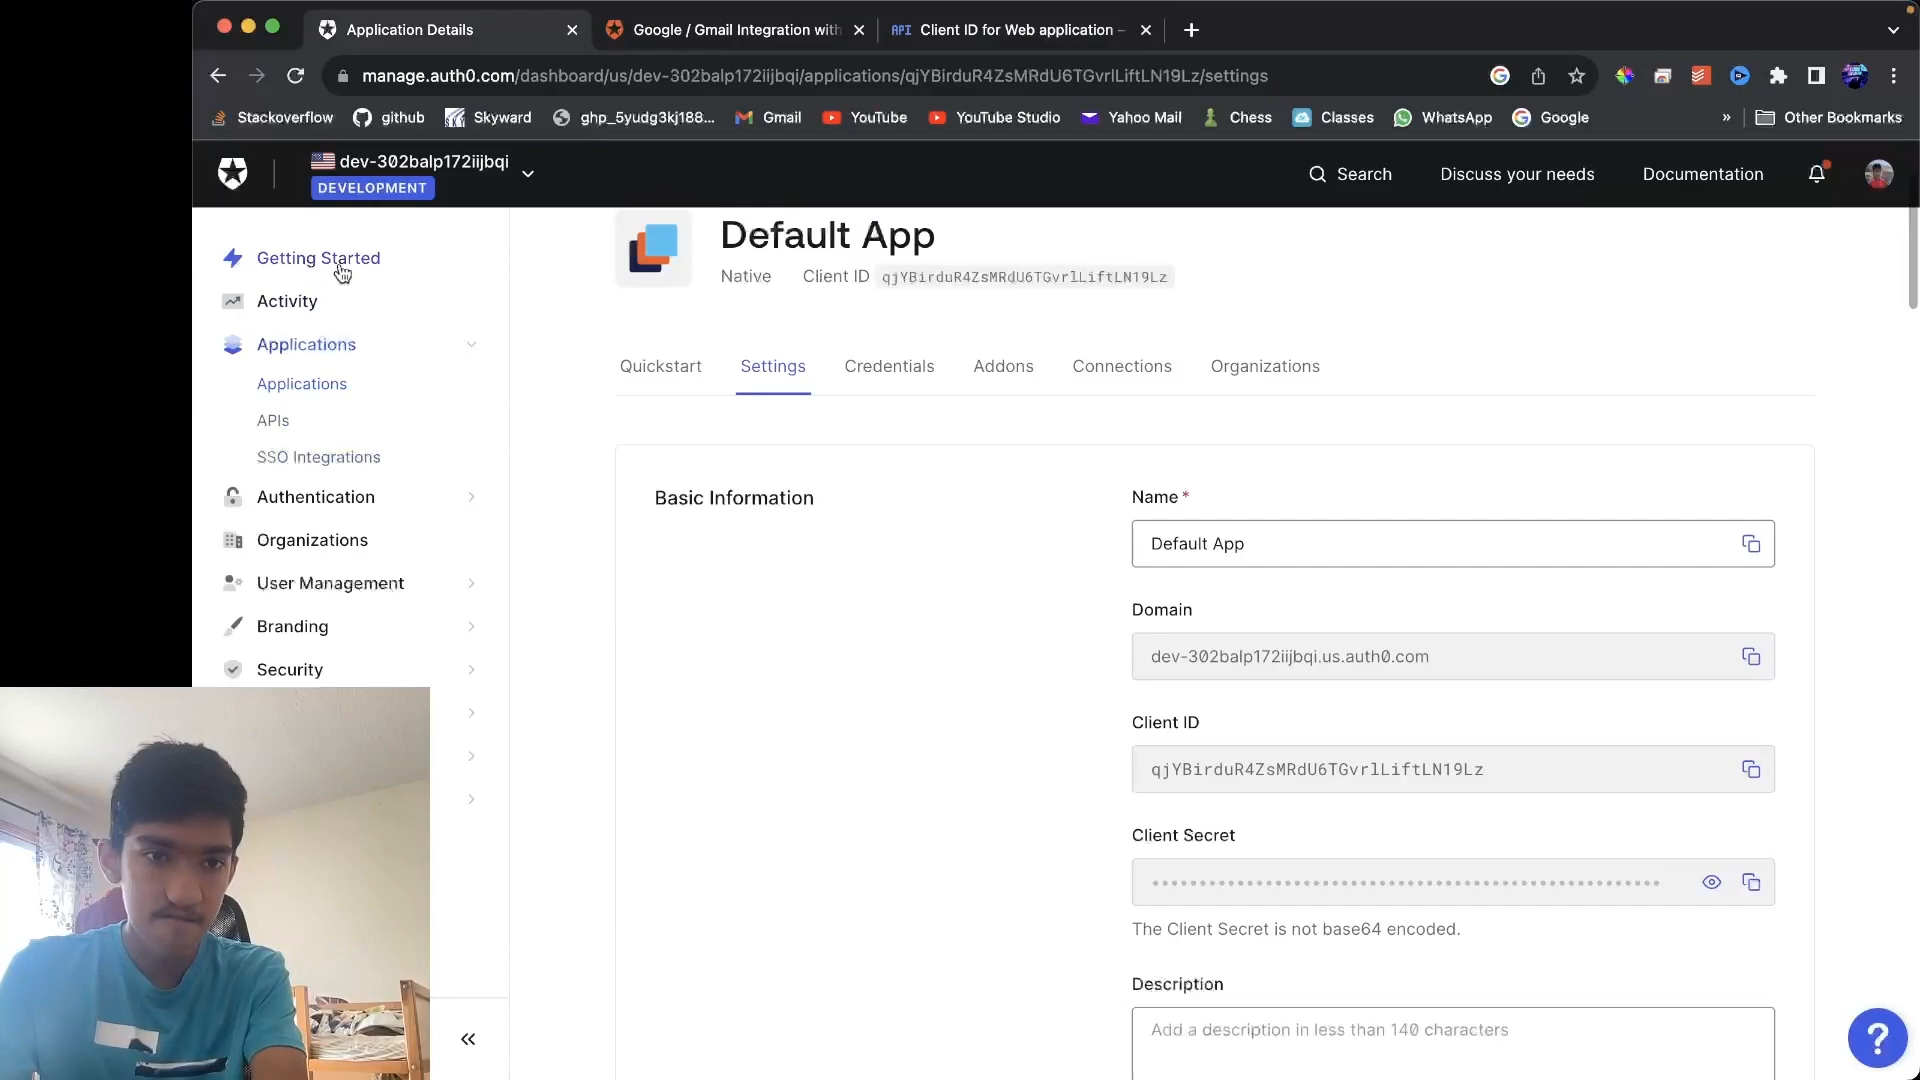 Application Details
Google / Gmail Integration with
API Client ID for Web application –
manage.auth0.com/dashboard/us/dev-302balp172iijbqi/applications/qjYBirduR4ZsMRdU6TGvrlLiftLN19Lz/settings
Stackoverflow
github
Skyward
ghp_5yudg3kj188...
Gmail
YouTube
YouTube Studio
Yahoo Mail
Chess
Classes
WhatsApp
Google
»
Other Bookmarks
dev-302balp172iijbqi
DEVELOPMENT
Search
Discuss your needs
Documentation
Getting Started
Activity
Applications
Applications
APIs
SSO Integrations
Authentication
Organizations
User Management
Branding
Security
Default App
Native
Client ID qjYBirduR4ZsMRdU6TGvrlLiftLN19Lz
Quickstart
Settings
Credentials
Addons
Connections
Organizations
Basic Information
Name *
Default App
Domain
dev-302balp172iijbqi.us.auth0.com
Client ID
qjYBirduR4ZsMRdU6TGvrlLiftLN19Lz
Client Secret
The Client Secret is not base64 encoded.
Description
Add a description in less than 140 characters
?